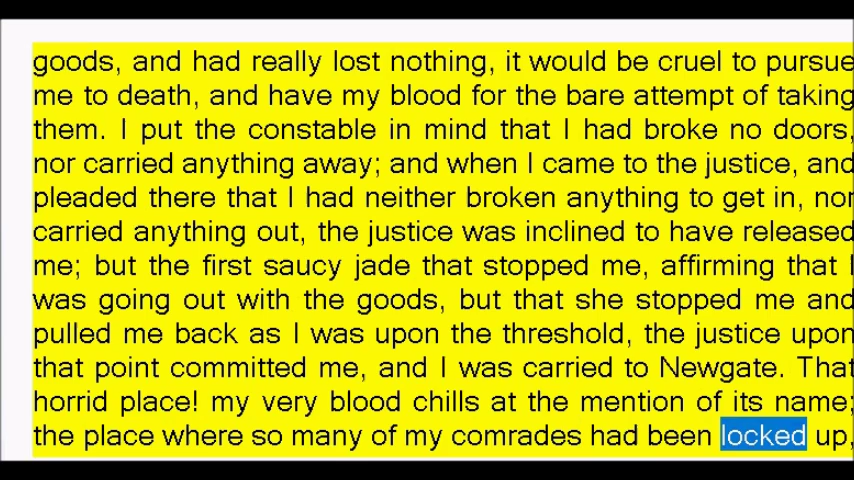 goods, and had really lost nothing, it would be cruel to pursue
me to death, and have my blood for the bare attempt of taking
them. I put the constable in mind that I had broke no doors,
nor carried anything away; and when I came to the justice, and
pleaded there that I had neither broken anything to get in, nor
carried anything out, the justice was inclined to have released
me; but the first saucy jade that stopped me, affirming that I
was going out with the goods, but that she stopped me and
pulled me back as I was upon the threshold, the justice upon
that point committed me, and I was carried to Newgate. That
horrid place! my very blood chills at the mention of its name;
the place where so many of my comrades had been locked up,